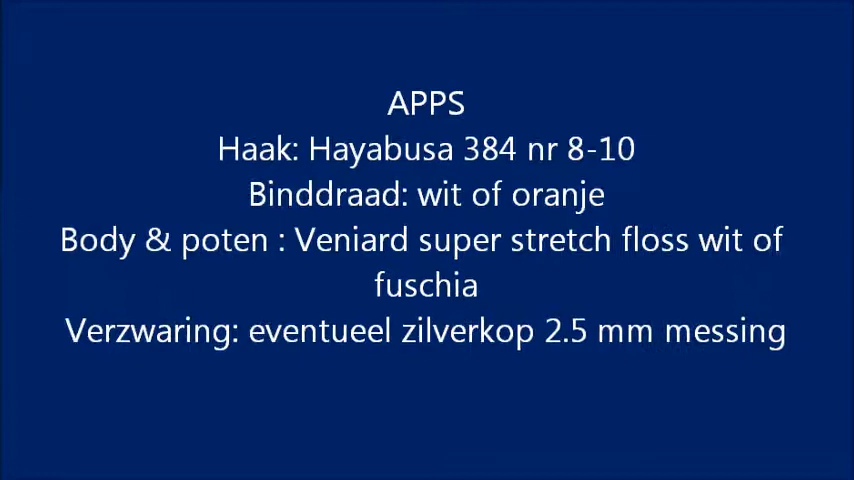 APPS
Haak: Hayabusa 384 nr 8-10
Binddraad: wit of oranje
Body & poten : Veniard super stretch floss wit of
fuschia
Verzwaring: eventueel zilverkop 2.5 mm messing